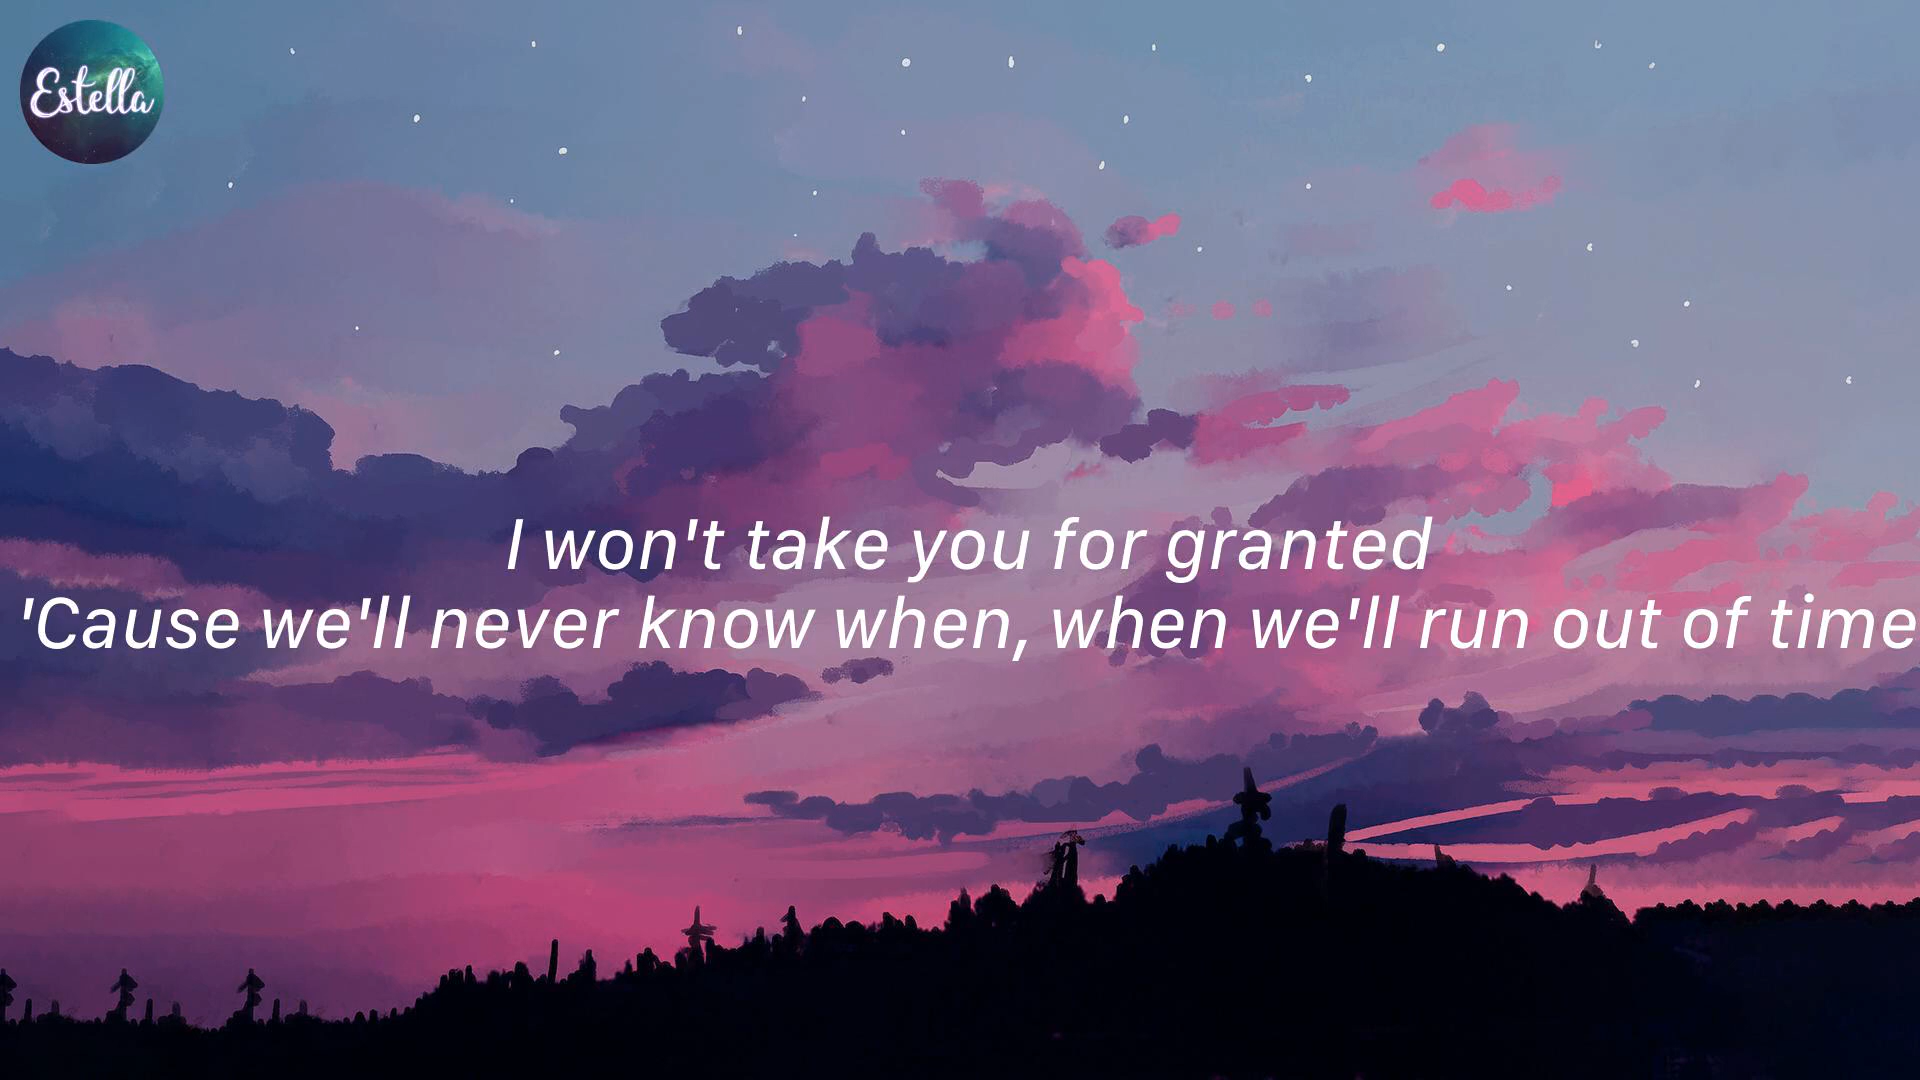 Estella
I won't take you for granted
'Cause we'll never know when, when we'll run out of time